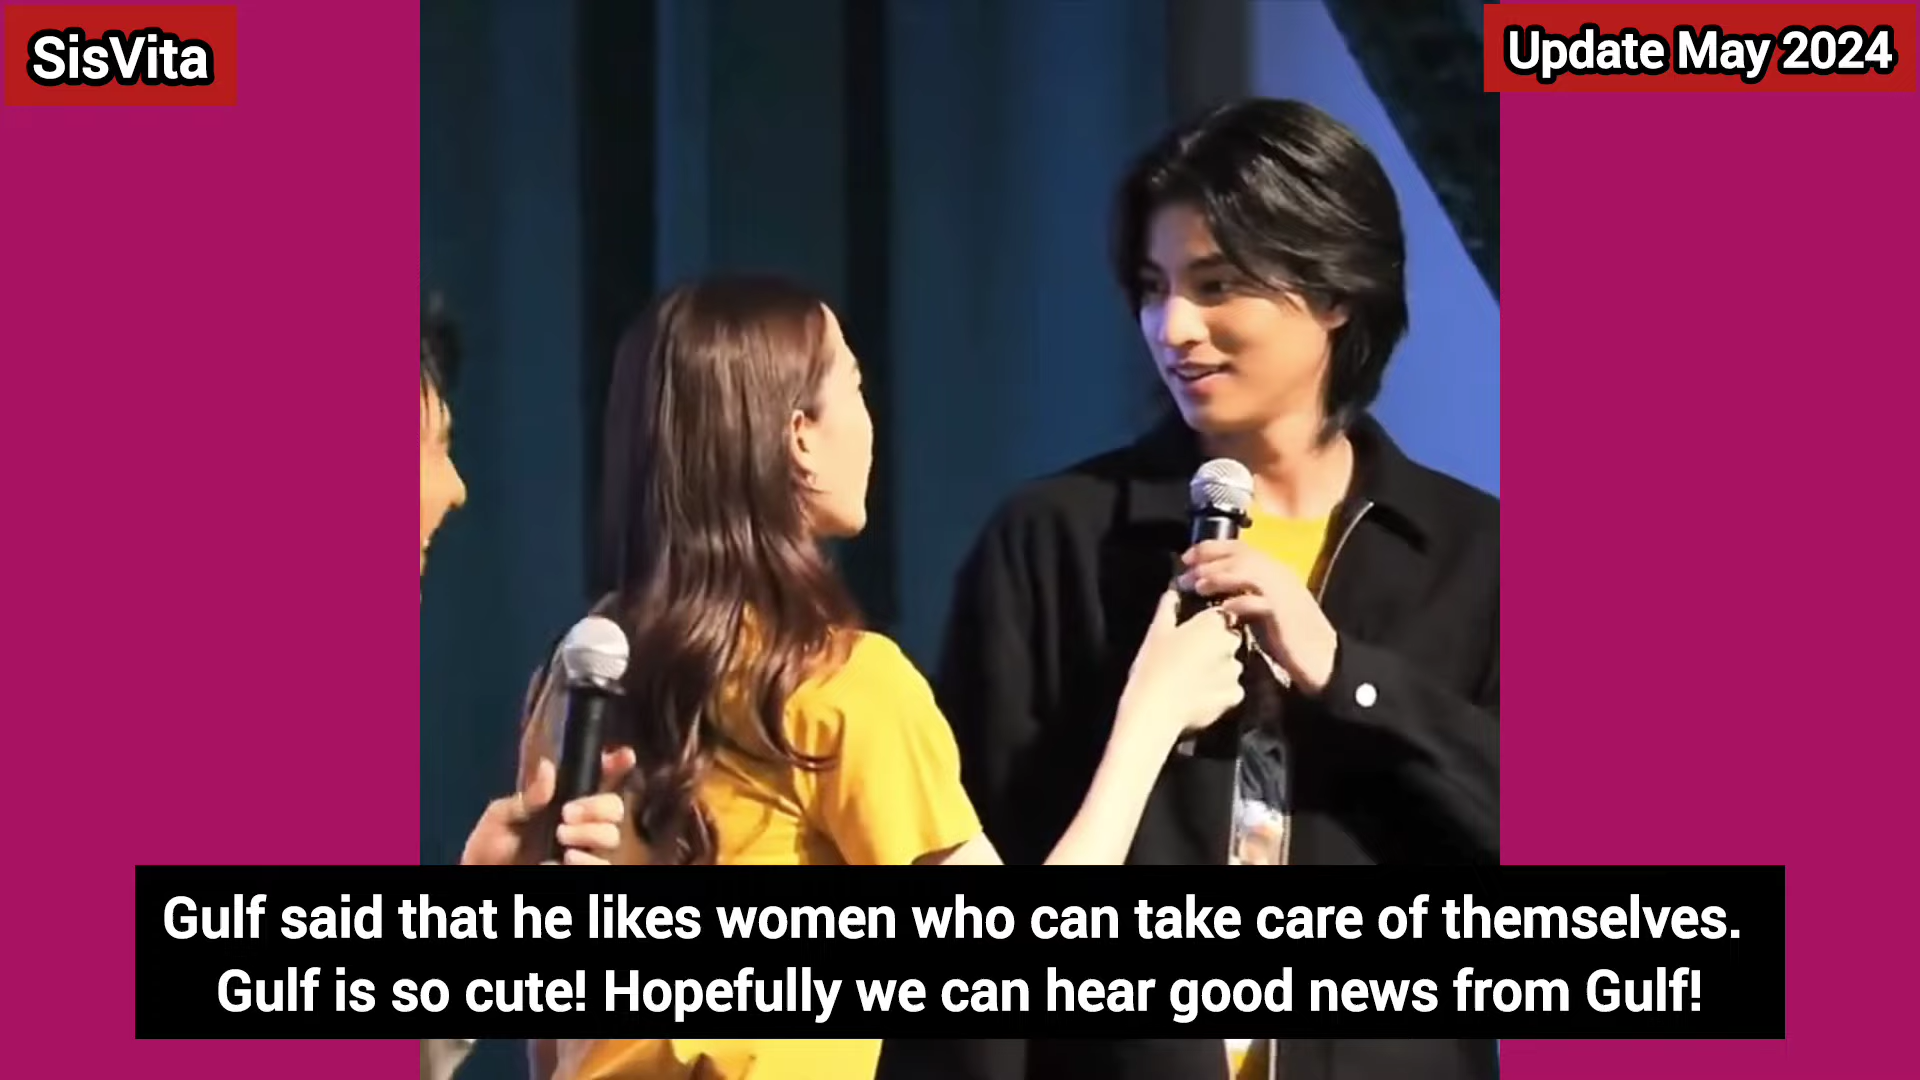 SisVita
Update May 2024
Gulf said that he likes women who can take care of themselves.
Gulf is so cute! Hopefully we can hear good news from Gulf!